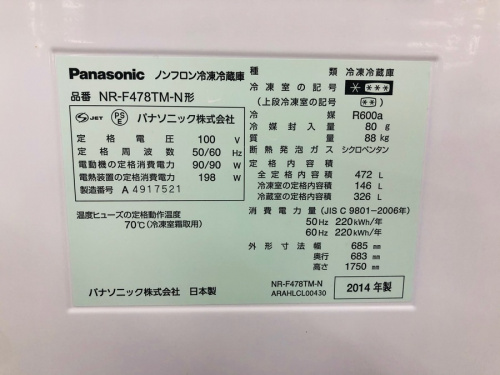 Panasonic ノンフロン冷凍冷蔵庫
品番 NR-F478TM-N形
S JET PS E パナソニック株式会社
定格電圧 100 V
定格周波数 50/60 Hz
電動機の定格消費電力 90/90 W
電熱装置の定格消費電力 198 W
製造番号 A 4917521
温度ヒューズの定格動作温度
70℃(冷凍室霜取用)
パナソニック株式会社 日本製
種類 冷凍冷蔵庫
冷凍室の記号 * ***
(上段冷凍室の記号) **
冷媒 R600a
冷媒封入量 80 g
質量 88 kg
断熱発泡ガス シクロペンタン
定格内容積
全定格内容積 472 L
冷凍室の定格内容積 146 L
冷蔵室の定格内容積 326 L
消費電力量(JIS C 9801-2006年)
50Hz 220kWh/年
60Hz 220kWh/年
外形寸法 幅 685 mm
奥行 683 mm
高さ 1750 mm
NR-F478TM-N
ARAHLCL00430
2014 年製